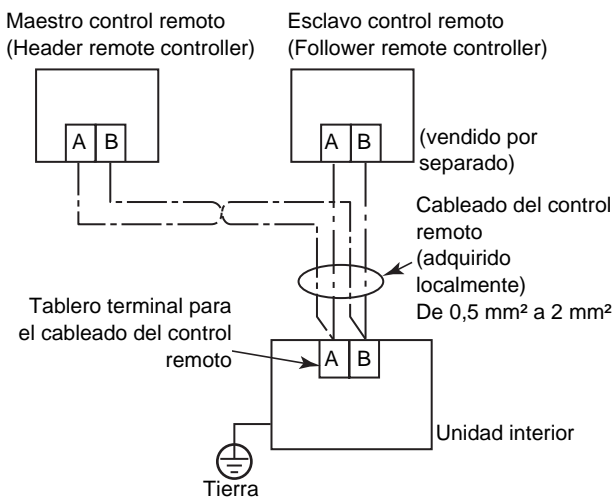 Maestro control remoto
(Header remote controller)
Esclavo control remoto
(Follower remote controller)
A B
A B
(vendido por
separado)
Cableado del control
remoto
(adquirido
localmente)
De 0,5 mm² a 2 mm²
Tablero terminal para
el cableado del control
remoto
A B
Unidad interior
Tierra